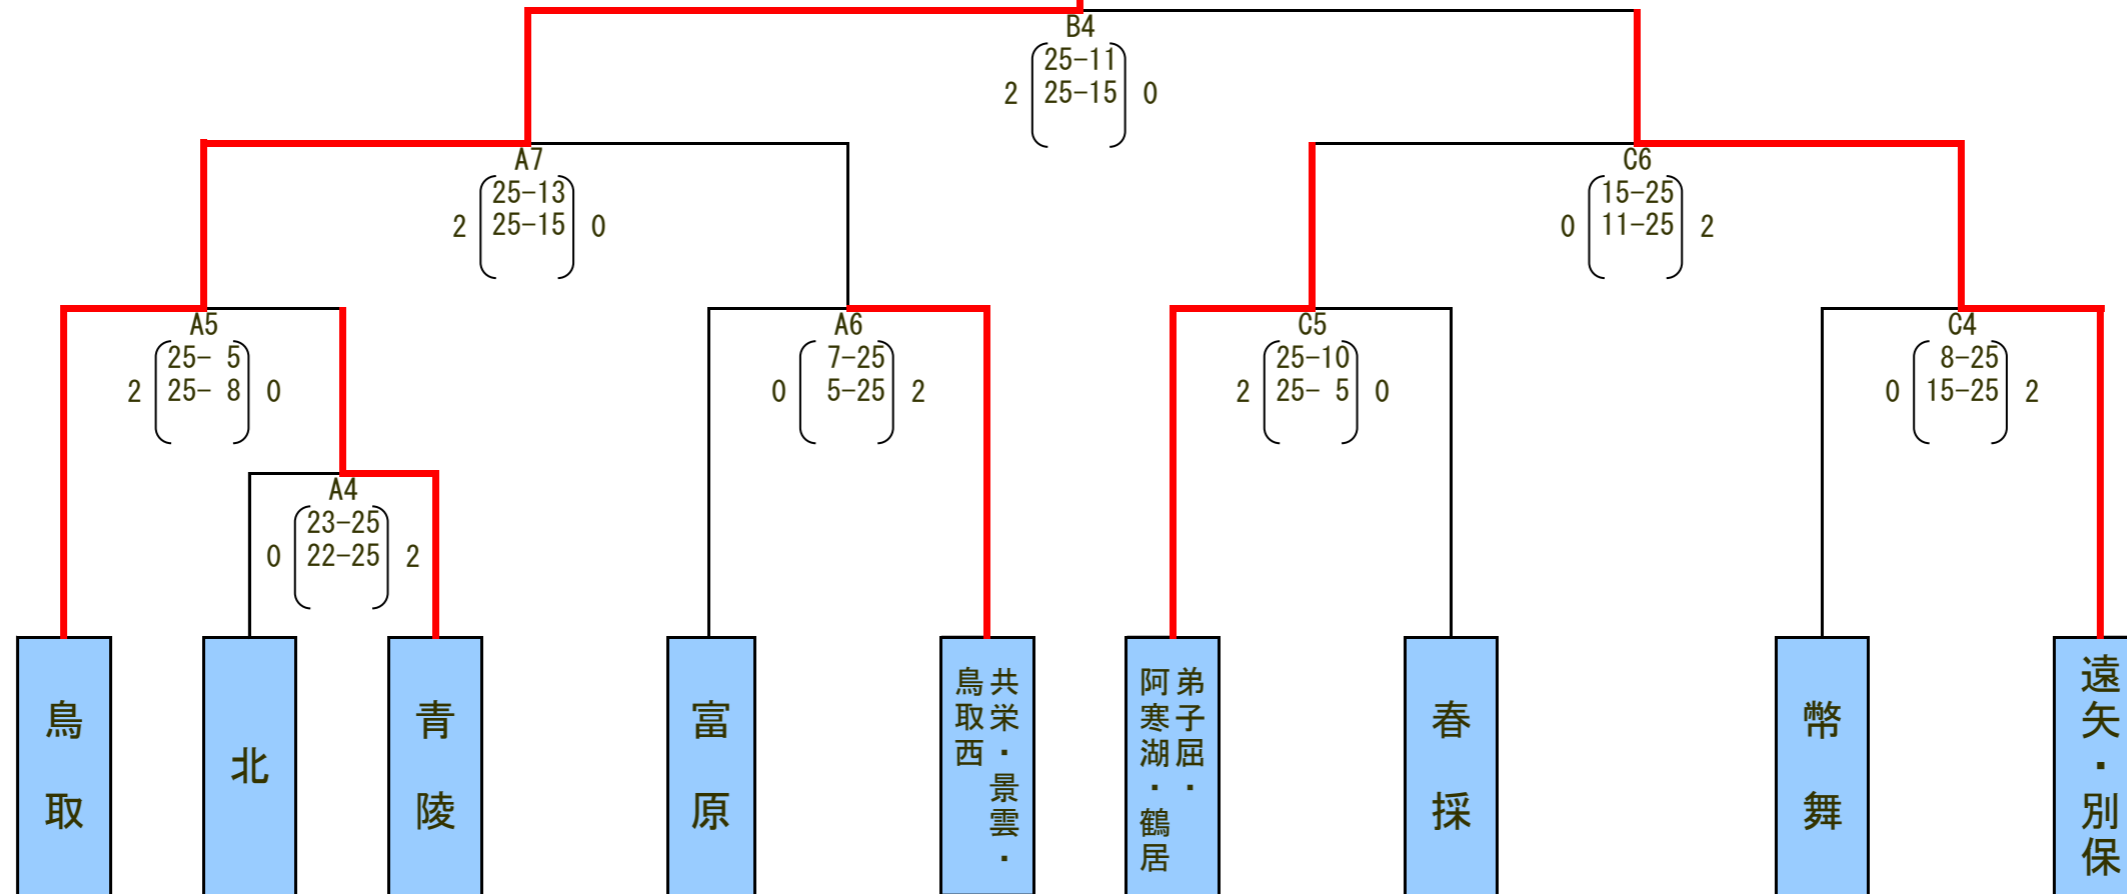 B4
25-11
2 25-15 0
A7
25-13
2 25-15 0
C6
15-25
0 11-25 2
A5
25- 5
2 25- 8 0
A6
7-25
0 5-25 2
C5
25-10
2 25- 5 0
C4
8-25
0 15-25 2
A4
23-25
0 22-25 2
鳥取
北
青陵
富原
共栄・景雲・
鳥取西
弟子屈・
阿寒湖・鶴居
春採
幣舞
遠矢・別保